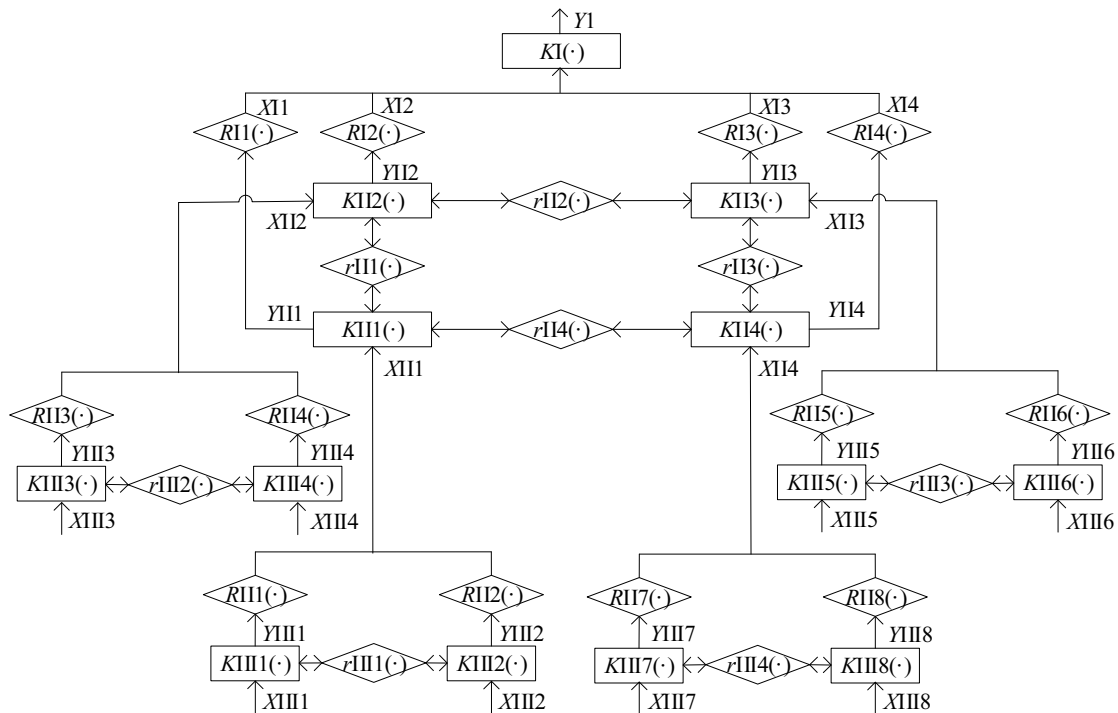 Y1
KI(·)
XI1 XI2 XI3 XI4
RI1(·) RI2(·) RI3(·) RI4(·)
YII2 YII3
KII2(·) rII2(·) KII3(·)
XII2 XII3
rII1(·) rII3(·)
YII1 YII4
KII1(·) rII4(·) KII4(·)
XII1 XII4
RII3(·) RII4(·) RII5(·) RII6(·)
YIII3 YIII4 YIII5 YIII6
KIII3(·) rIII2(·) KIII4(·) KIII5(·) rIII3(·) KIII6(·)
XIII3 XIII4 XIII5 XIII6
RII1(·) RII2(·) RII7(·) RII8(·)
YIII1 YIII2 YIII7 YIII8
KIII1(·) rIII1(·) KIII2(·) KIII7(·) rIII4(·) KIII8(·)
XIII1 XIII2 XIII7 XIII8